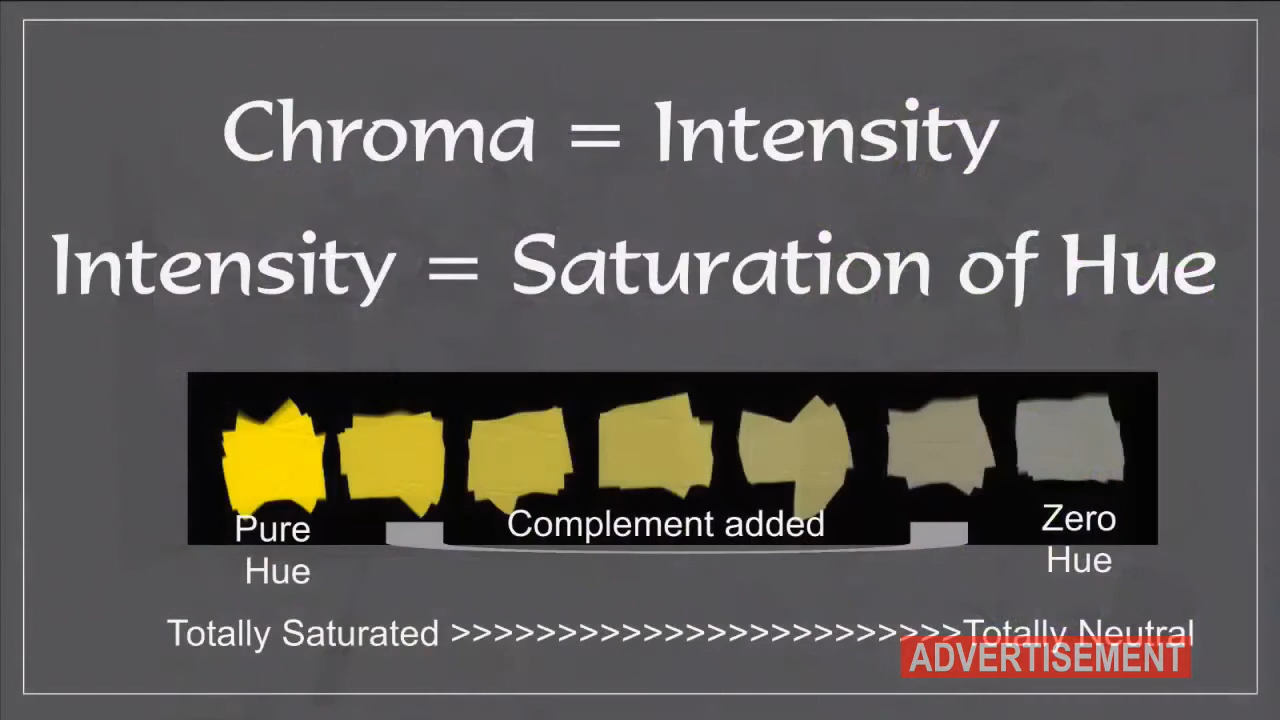 Chroma = Intensity
Intensity = Saturation of Hue
Pure
Hue
Complement added
Zero
Hue
Totally Saturated >>>>>>>>>>>>>>>>>>>>>>>>Totally Neutral
ADVERTISEMENT